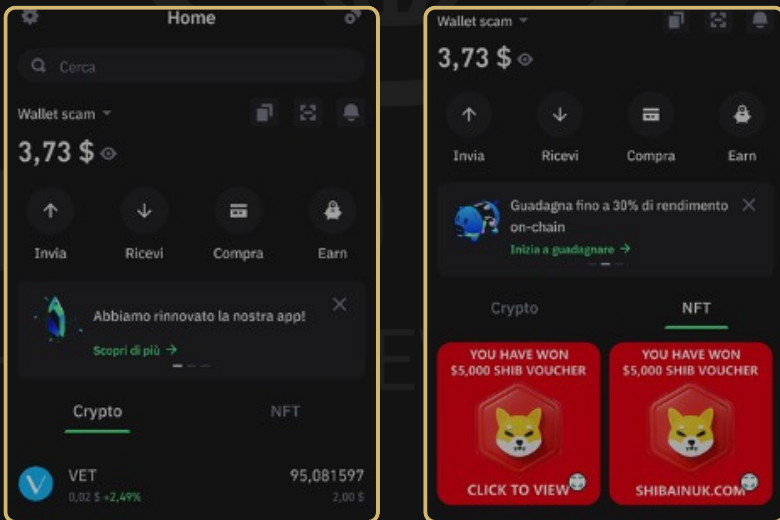 Home
Cerca
Wallet scam
3,73 $
Invia Ricevi Compra Earn
Abbiamo rinnovato la nostra app!
Scopri di più →
Crypto NFT
VET 95,081597
0,02 $ +2,49% 2,00 $
Wallet scam
3,73 $
Invia Ricevi Compra Earn
Guadagna fino a 30% di rendimento
on-chain
Inizia a guadagnare →
Crypto NFT
YOU HAVE WON
$5,000 SHIB VOUCHER
CLICK TO VIEW
YOU HAVE WON
$5,000 SHIB VOUCHER
SHIBAINUK.COM